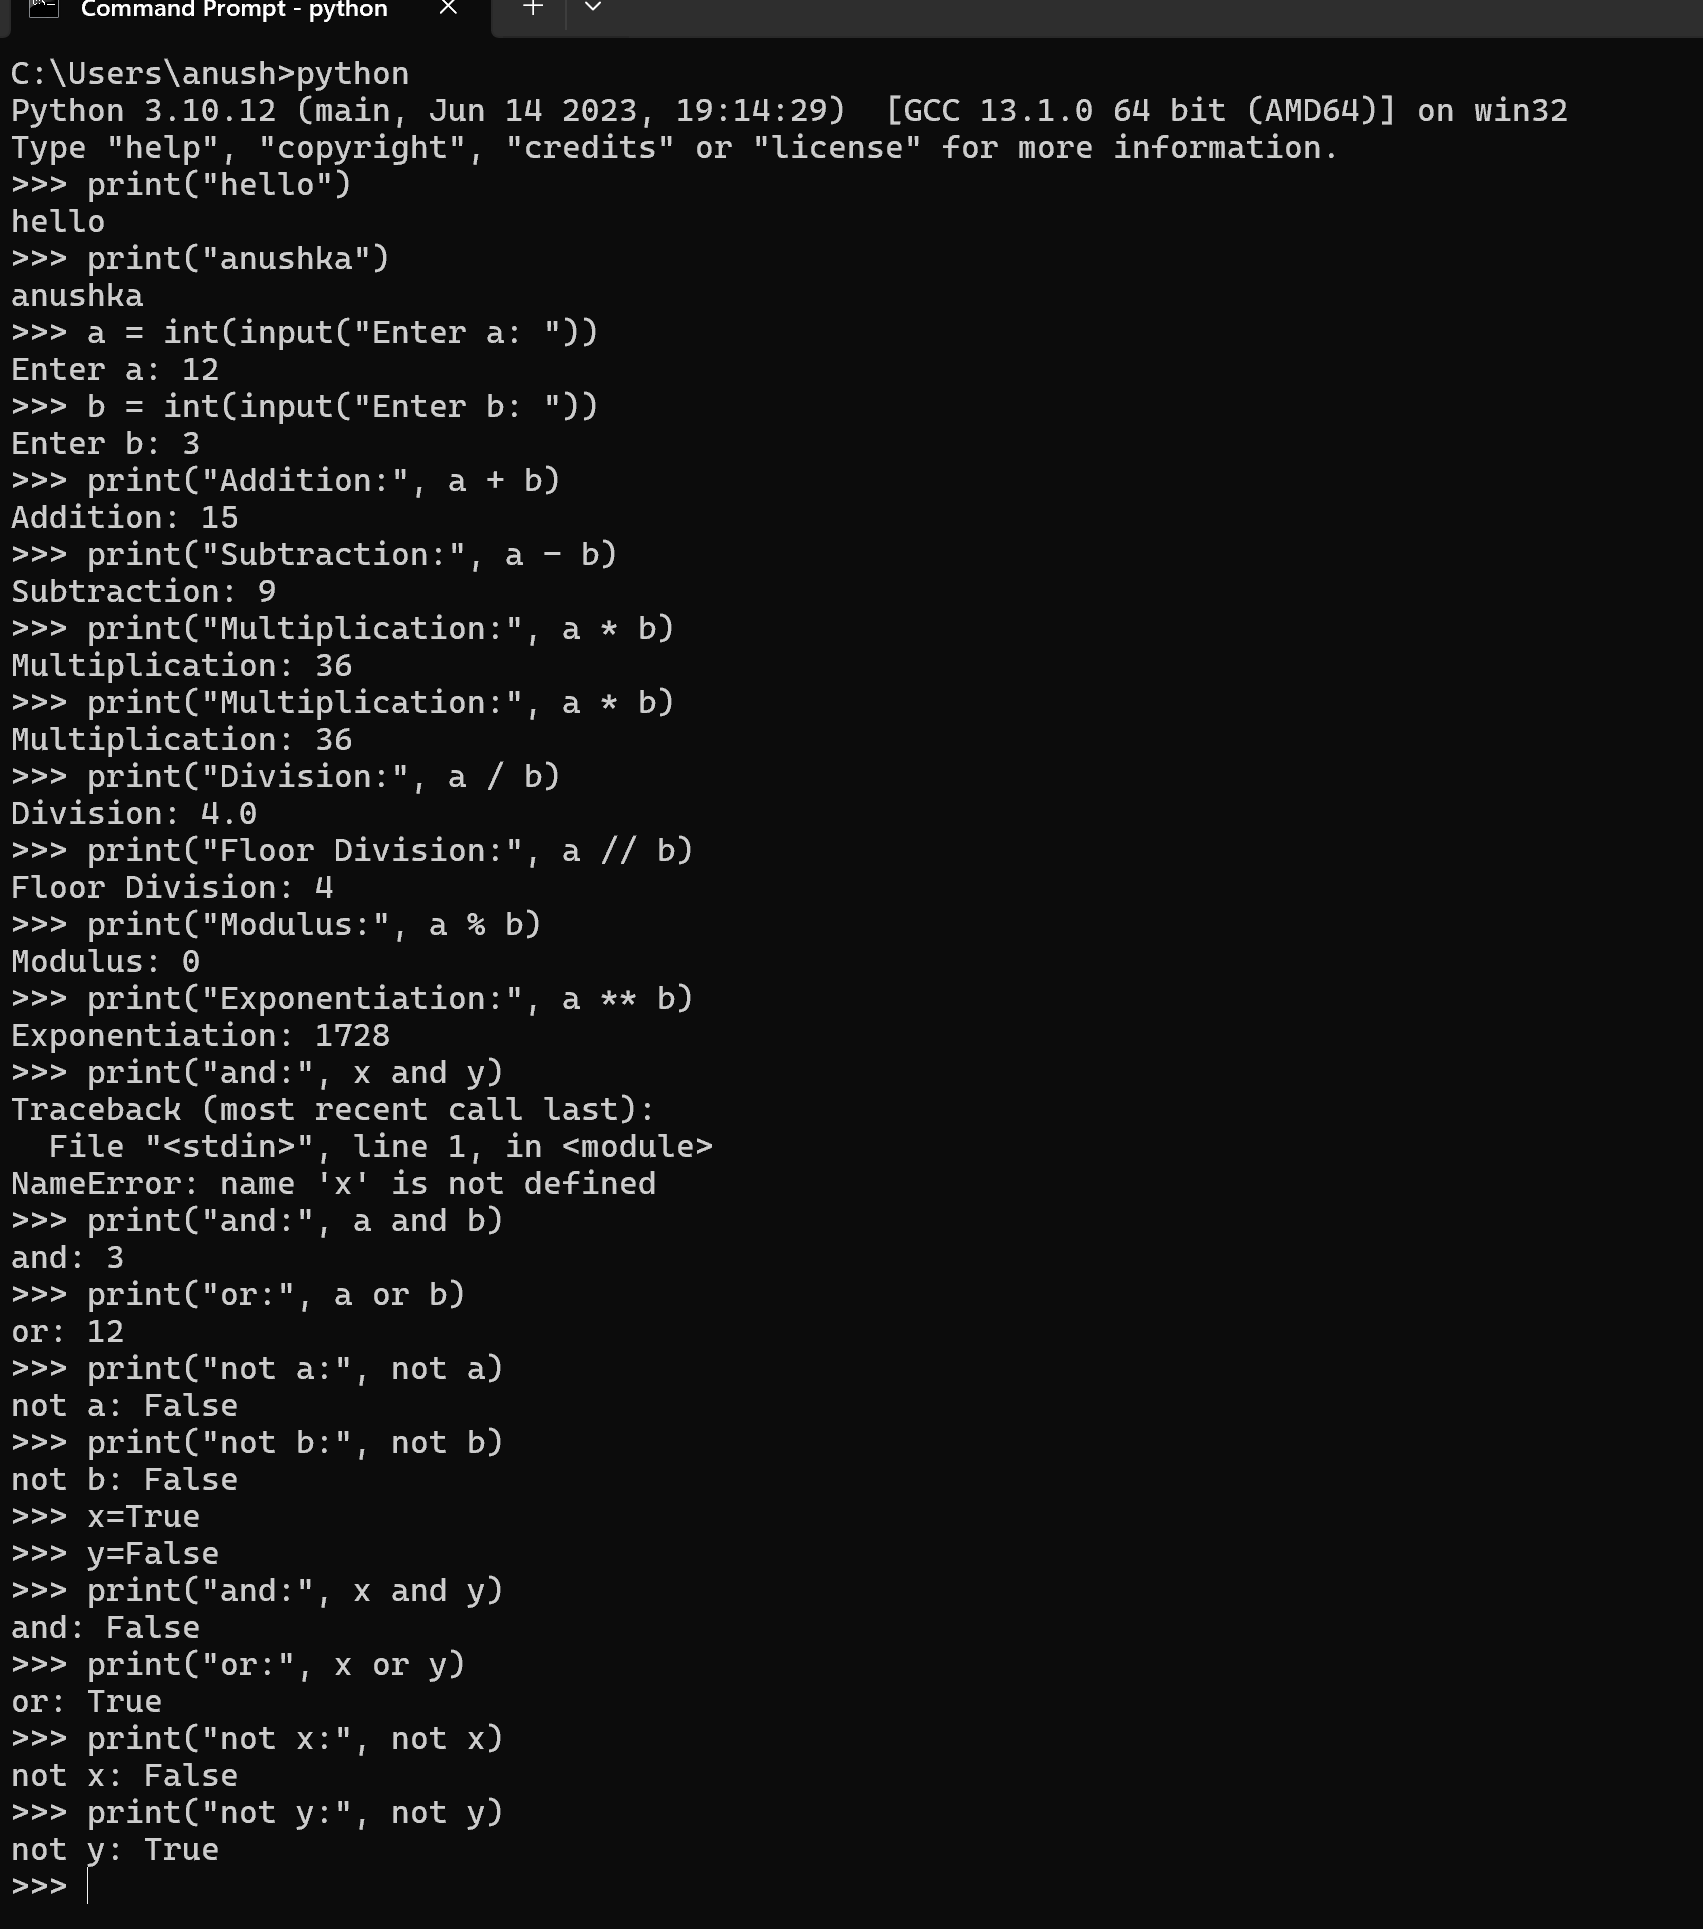 Command Prompt - python
C:\Users\anush>python
Python 3.10.12 (main, Jun 14 2023, 19:14:29)  [GCC 13.1.0 64 bit (AMD64)] on win32
Type "help", "copyright", "credits" or "license" for more information.
>>> print("hello")
hello
>>> print("anushka")
anushka
>>> a = int(input("Enter a: "))
Enter a: 12
>>> b = int(input("Enter b: "))
Enter b: 3
>>> print("Addition:", a + b)
Addition: 15
>>> print("Subtraction:", a - b)
Subtraction: 9
>>> print("Multiplication:", a * b)
Multiplication: 36
>>> print("Multiplication:", a * b)
Multiplication: 36
>>> print("Division:", a / b)
Division: 4.0
>>> print("Floor Division:", a // b)
Floor Division: 4
>>> print("Modulus:", a % b)
Modulus: 0
>>> print("Exponentiation:", a ** b)
Exponentiation: 1728
>>> print("and:", x and y)
Traceback (most recent call last):
  File "<stdin>", line 1, in <module>
NameError: name 'x' is not defined
>>> print("and:", a and b)
and: 3
>>> print("or:", a or b)
or: 12
>>> print("not a:", not a)
not a: False
>>> print("not b:", not b)
not b: False
>>> x=True
>>> y=False
>>> print("and:", x and y)
and: False
>>> print("or:", x or y)
or: True
>>> print("not x:", not x)
not x: False
>>> print("not y:", not y)
not y: True
>>>